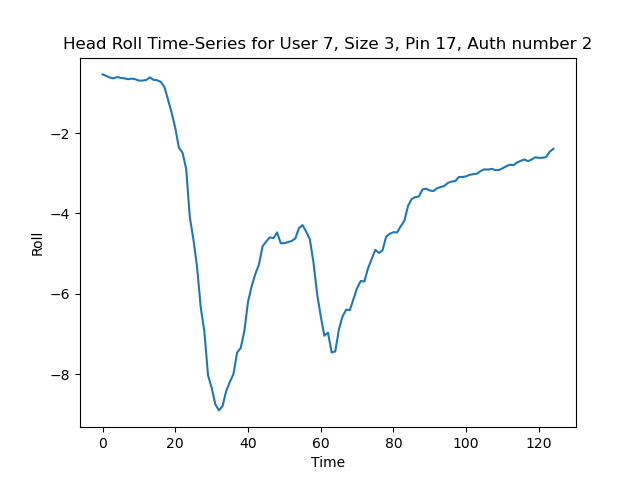 Head Roll Time-Series for User 7, Size 3, Pin 17, Auth number 2
−2
−4
−6
−8
Roll
0 20 40 60 80 100 120
Time